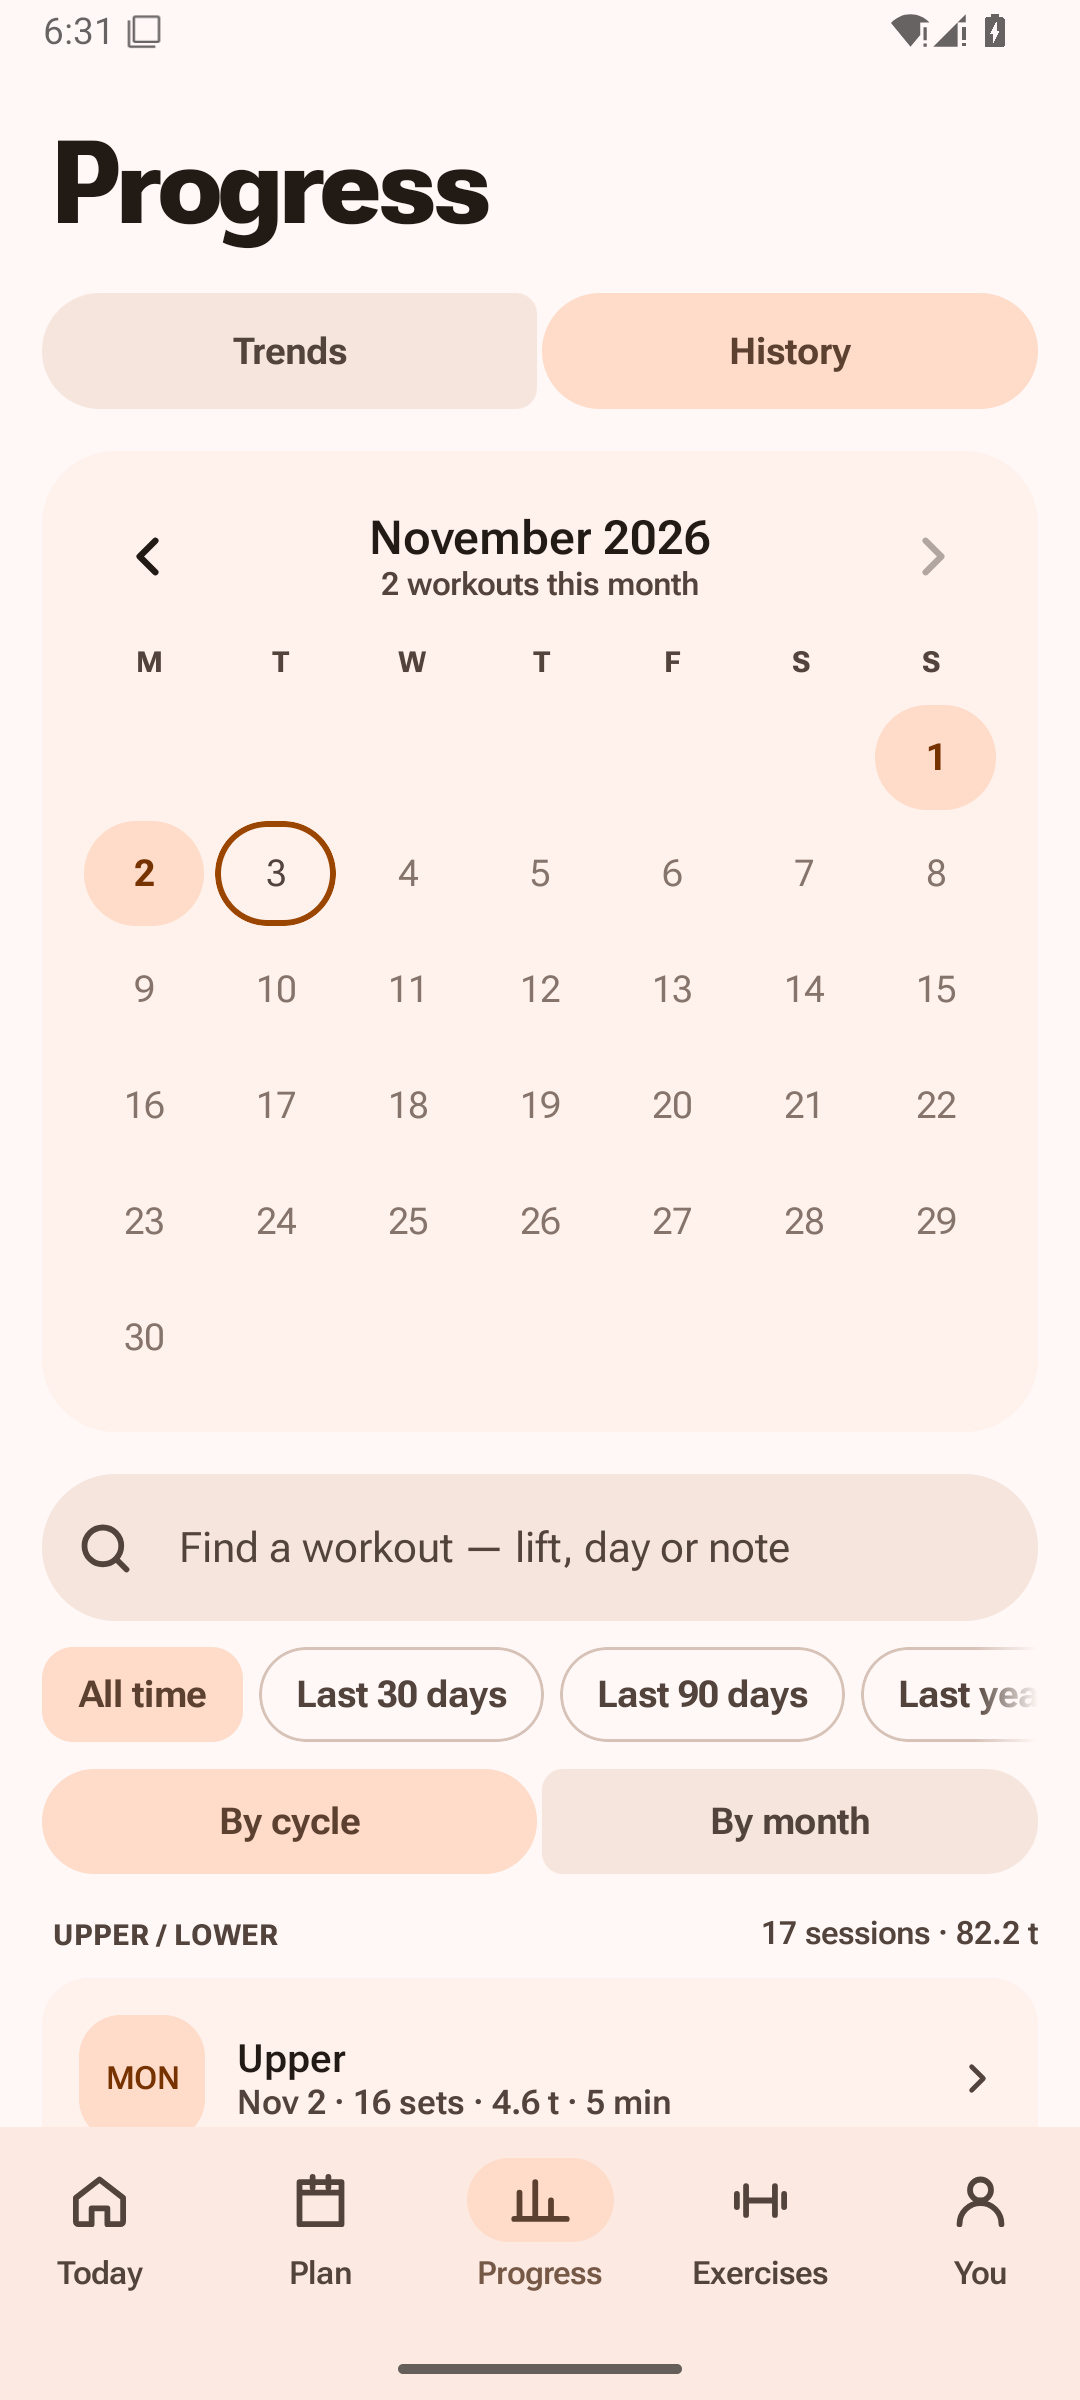 6:31
Progress
Trends
History
November 2026
2 workouts this month
M T W T F S S
1
2 3 4 5 6 7 8
9 10 11 12 13 14 15
16 17 18 19 20 21 22
23 24 25 26 27 28 29
30
Find a workout — lift, day or note
All time
Last 30 days
Last 90 days
Last yea
By cycle
By month
UPPER / LOWER
17 sessions · 82.2 t
MON
Upper
Nov 2 · 16 sets · 4.6 t · 5 min
Today
Plan
Progress
Exercises
You